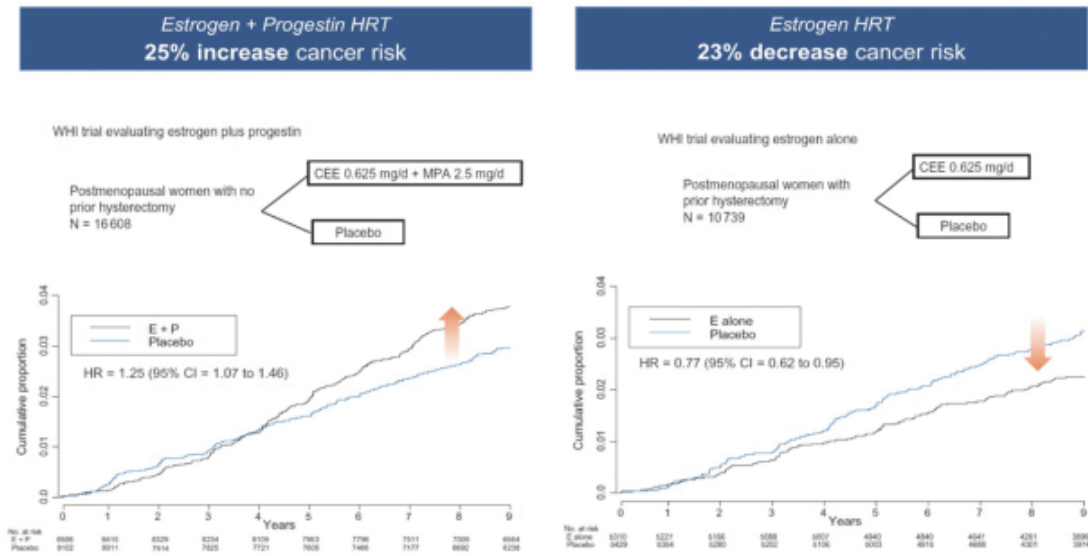 Estrogen + Progestin HRT
25% increase cancer risk
WHI trial evaluating estrogen plus progestin
CEE 0.625 mg/d + MPA 2.5 mg/d
Postmenopausal women with no
prior hysterectomy
N = 16608
Placebo
Cumulative proportion
0.04
0.03
0.02
0.01
0.0
E + P
Placebo
HR = 1.25 (95% CI = 1.07 to 1.46)
0 1 2 3 4 5 6 7 8 9
Years
No. at risk
E + P
Placebo
Estrogen HRT
23% decrease cancer risk
WHI trial evaluating estrogen alone
CEE 0.625 mg/d
Postmenopausal women with
prior hysterectomy
N = 10739
Placebo
Cumulative proportion
0.04
0.03
0.02
0.01
0.0
E alone
Placebo
HR = 0.77 (95% CI = 0.62 to 0.95)
0 1 2 3 4 5 6 7 8 9
Years
No. at risk
E alone
Placebo